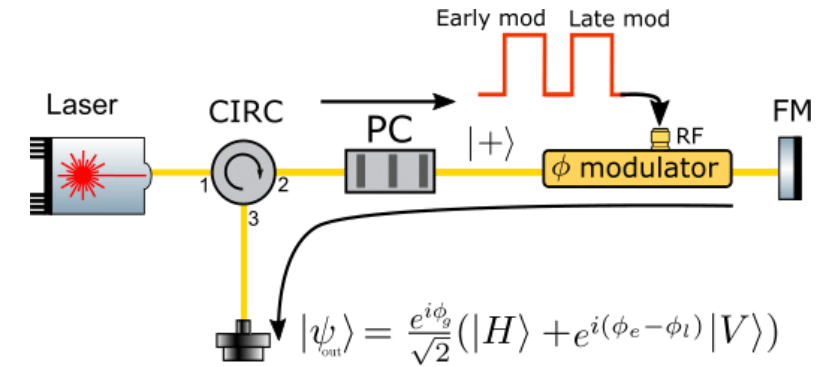 Early mod Late mod
Laser
CIRC
PC
|+⟩
RF
FM
ϕ modulator
1 2
3
|ψ_out⟩ = e^{iϕ_g}/√2 (|H⟩ + e^{i(ϕ_e−ϕ_l)}|V⟩)